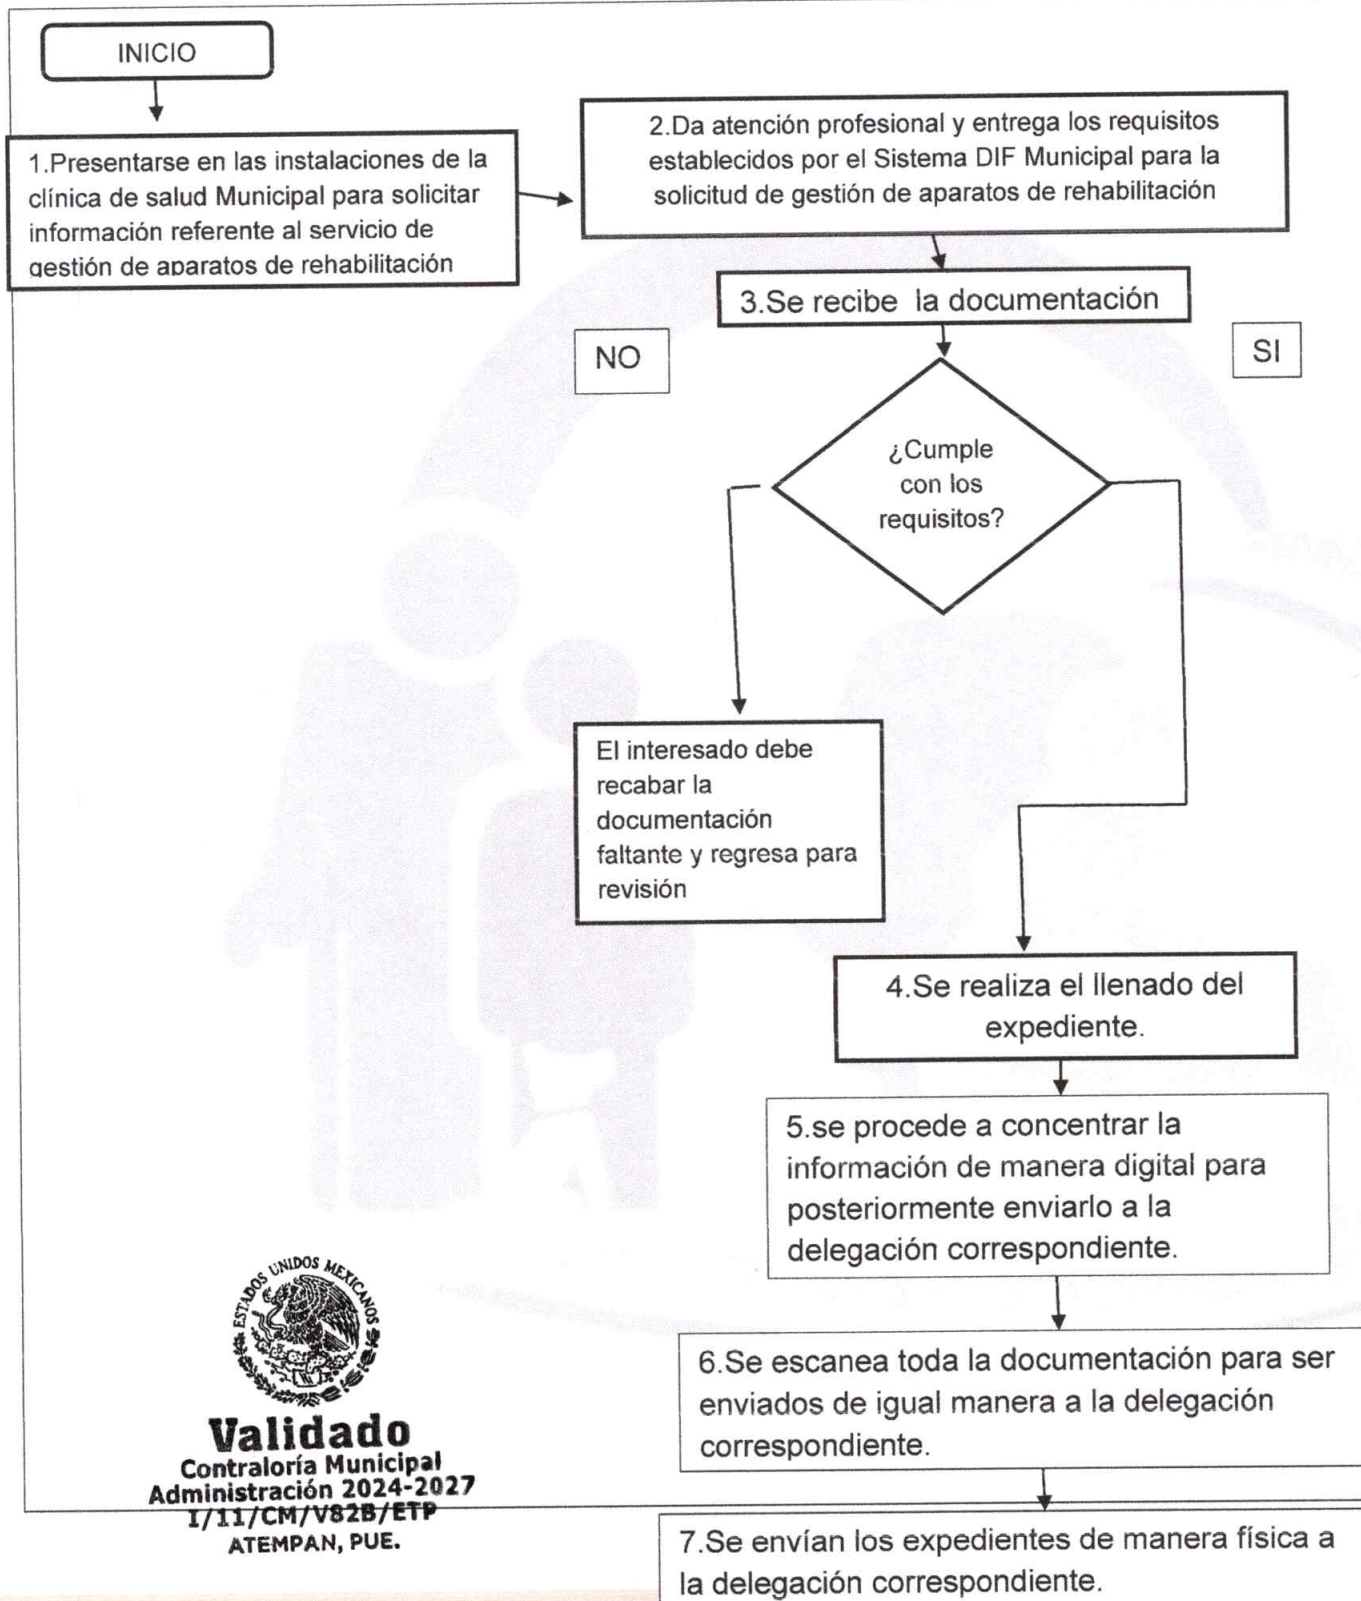 INICIO
1.Presentarse en las instalaciones de la
clínica de salud Municipal para solicitar
información referente al servicio de
gestión de aparatos de rehabilitación
2.Da atención profesional y entrega los requisitos
establecidos por el Sistema DIF Municipal para la
solicitud de gestión de aparatos de rehabilitación
3.Se recibe la documentación
NO
SI
¿Cumple
con los
requisitos?
El interesado debe
recabar la
documentación
faltante y regresa para
revisión
4.Se realiza el llenado del
expediente.
5.se procede a concentrar la
información de manera digital para
posteriormente enviarlo a la
delegación correspondiente.
6.Se escanea toda la documentación para ser
enviados de igual manera a la delegación
correspondiente.
7.Se envían los expedientes de manera física a
la delegación correspondiente.
ESTADOS UNIDOS MEXICANOS
Validado
Contraloría Municipal
Administración 2024-2027
I/11/CM/V82B/ETP
ATEMPAN, PUE.